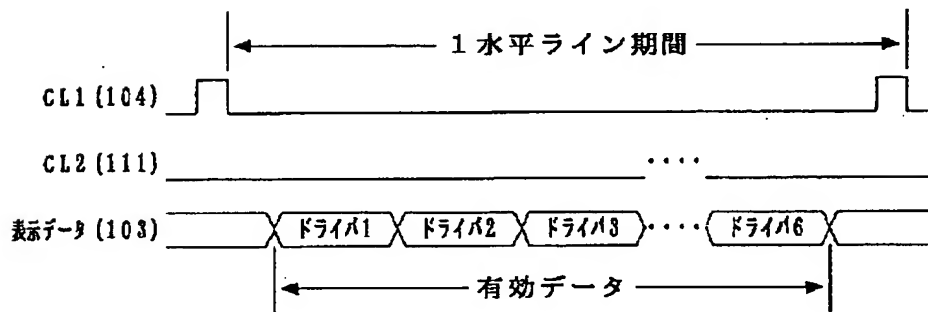 1水平ライン期間
CL1(104)
CL2(111)
····
表示データ(103) ドライバ1 ドライバ2 ドライバ3 ···· ドライバ6
有効データ